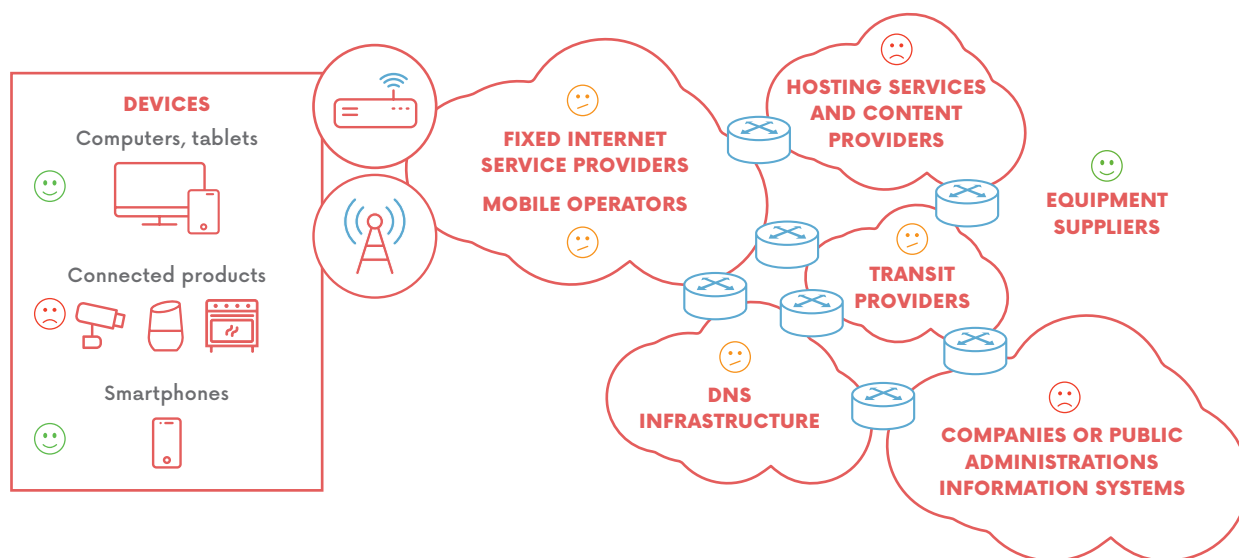 DEVICES
Computers, tablets
Connected products
Smartphones
FIXED INTERNET
SERVICE PROVIDERS
MOBILE OPERATORS
HOSTING SERVICES
AND CONTENT
PROVIDERS
EQUIPMENT
SUPPLIERS
TRANSIT
PROVIDERS
DNS
INFRASTRUCTURE
COMPANIES OR PUBLIC
ADMINISTRATIONS
INFORMATION SYSTEMS